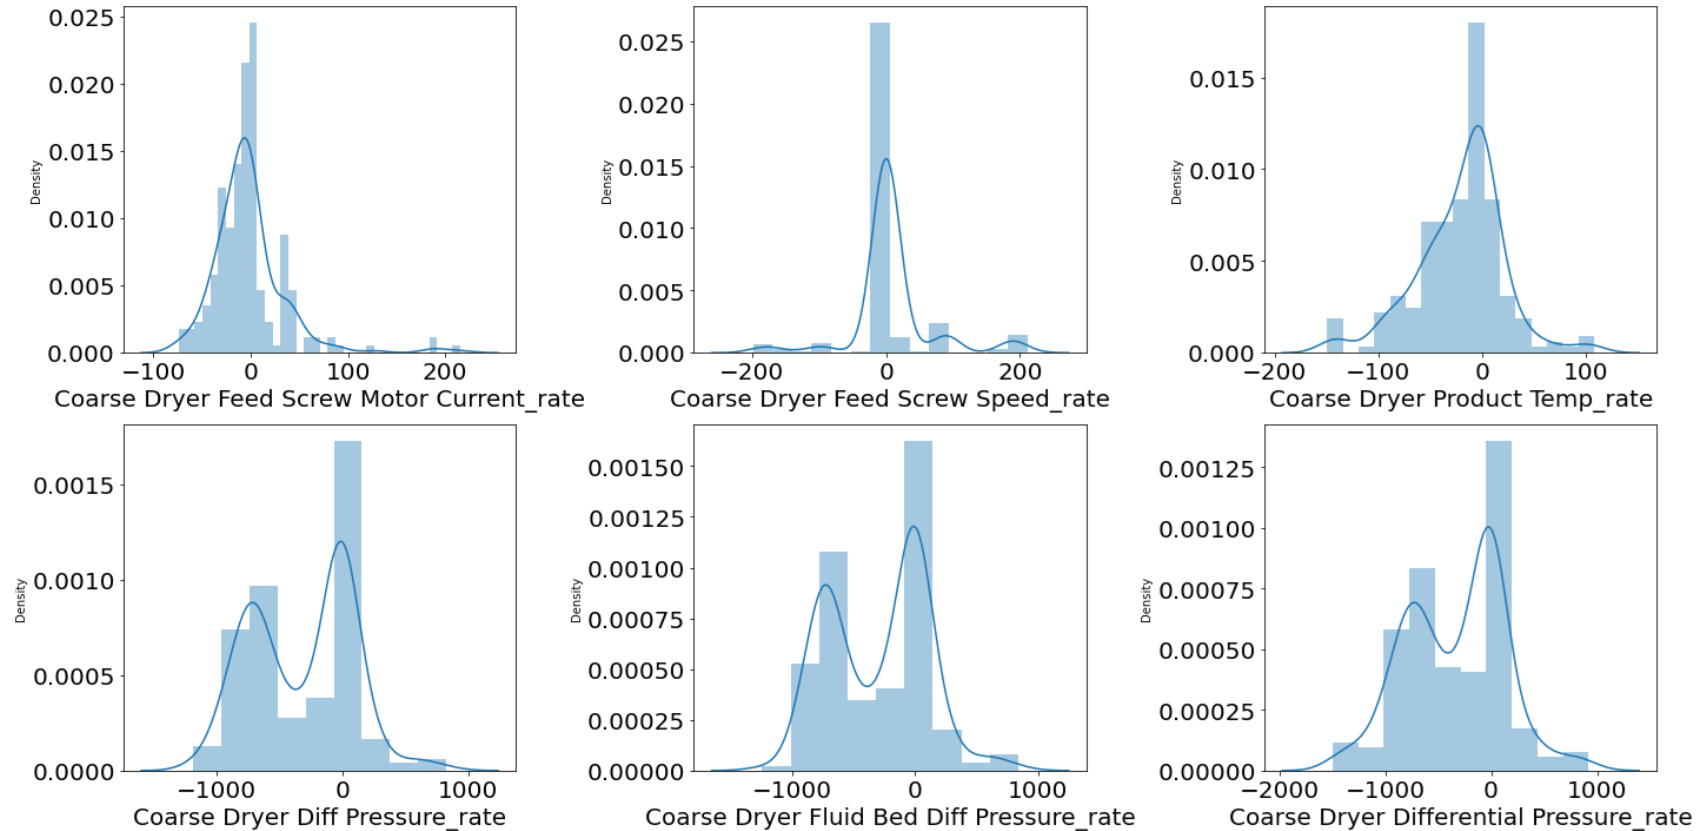 0.025
0.020
0.015
0.010
0.005
0.000
Density
−100 0 100 200
Coarse Dryer Feed Screw Motor Current_rate
0.025
0.020
0.015
0.010
0.005
0.000
Density
−200 0 200
Coarse Dryer Feed Screw Speed_rate
0.015
0.010
0.005
0.000
Density
−200 −100 0 100
Coarse Dryer Product Temp_rate
0.0015
0.0010
0.0005
0.0000
Density
−1000 0 1000
Coarse Dryer Diff Pressure_rate
0.00150
0.00125
0.00100
0.00075
0.00050
0.00025
0.00000
Density
−1000 0 1000
Coarse Dryer Fluid Bed Diff Pressure_rate
0.00125
0.00100
0.00075
0.00050
0.00025
0.00000
Density
−2000 −1000 0 1000
Coarse Dryer Differential Pressure_rate